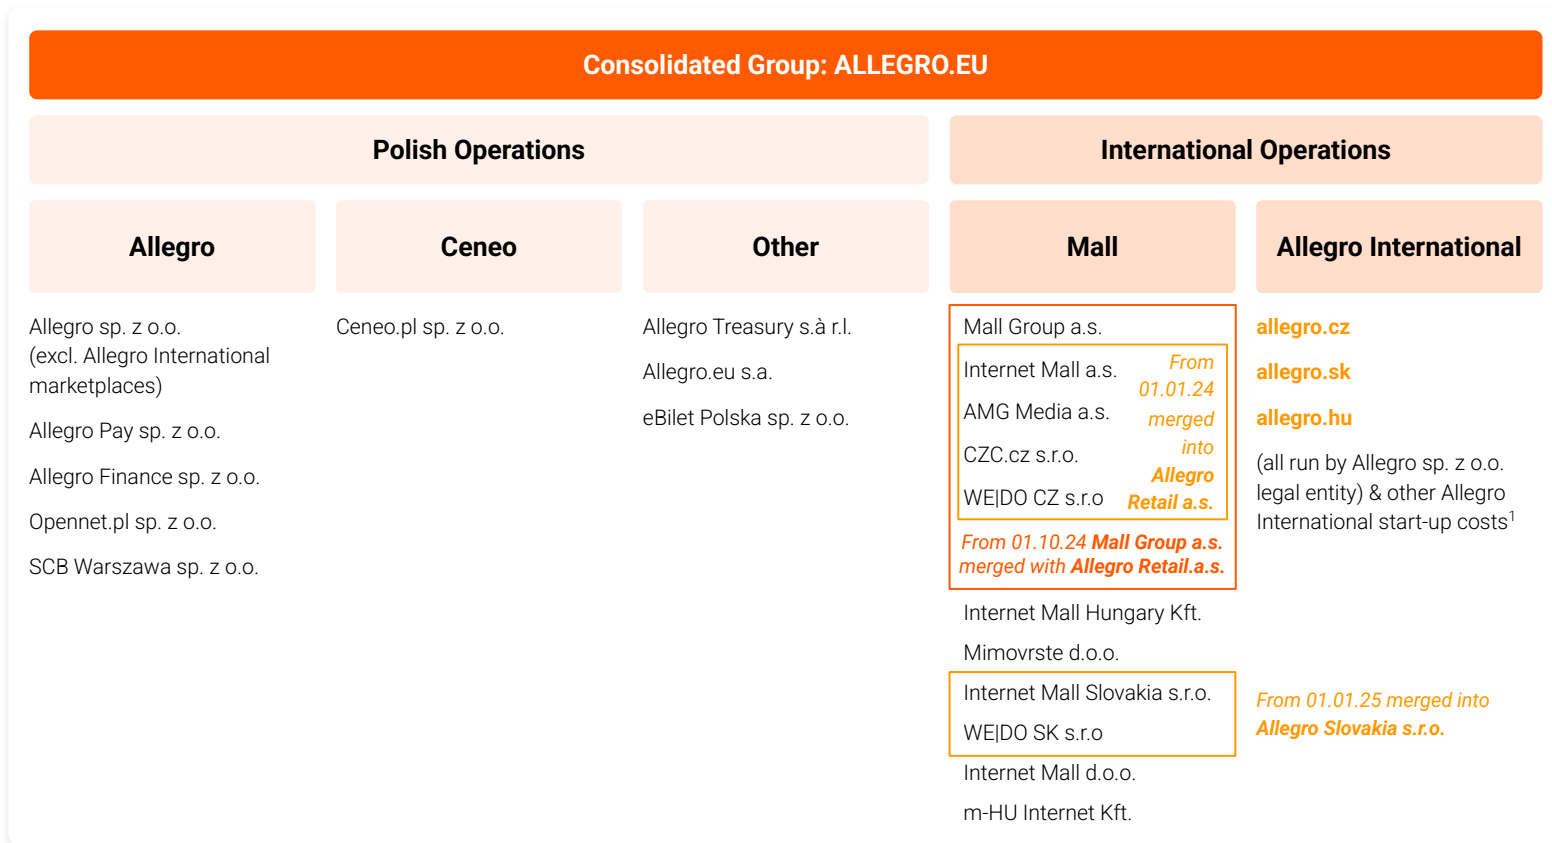 Consolidated Group: ALLEGRO.EU
Polish Operations
International Operations
Allegro
Ceneo
Other
Mall
Allegro International
Allegro sp. z o.o.
(excl. Allegro International
marketplaces)
Allegro Pay sp. z o.o.
Allegro Finance sp. z o.o.
Opennet.pl sp. z o.o.
SCB Warszawa sp. z o.o.
Ceneo.pl sp. z o.o.
Allegro Treasury s.à r.l.
Allegro.eu s.a.
eBilet Polska sp. z o.o.
Mall Group a.s.
Internet Mall a.s.
AMG Media a.s.
CZC.cz s.r.o.
WE|DO CZ s.r.o
From
01.01.24
merged
into
Allegro
Retail a.s.
From 01.10.24 Mall Group a.s.
merged with Allegro Retail.a.s.
Internet Mall Hungary Kft.
Mimovrste d.o.o.
Internet Mall Slovakia s.r.o.
WE|DO SK s.r.o
Internet Mall d.o.o.
m-HU Internet Kft.
allegro.cz
allegro.sk
allegro.hu
(all run by Allegro sp. z o.o.
legal entity) & other Allegro
International start-up costs¹
From 01.01.25 merged into
Allegro Slovakia s.r.o.